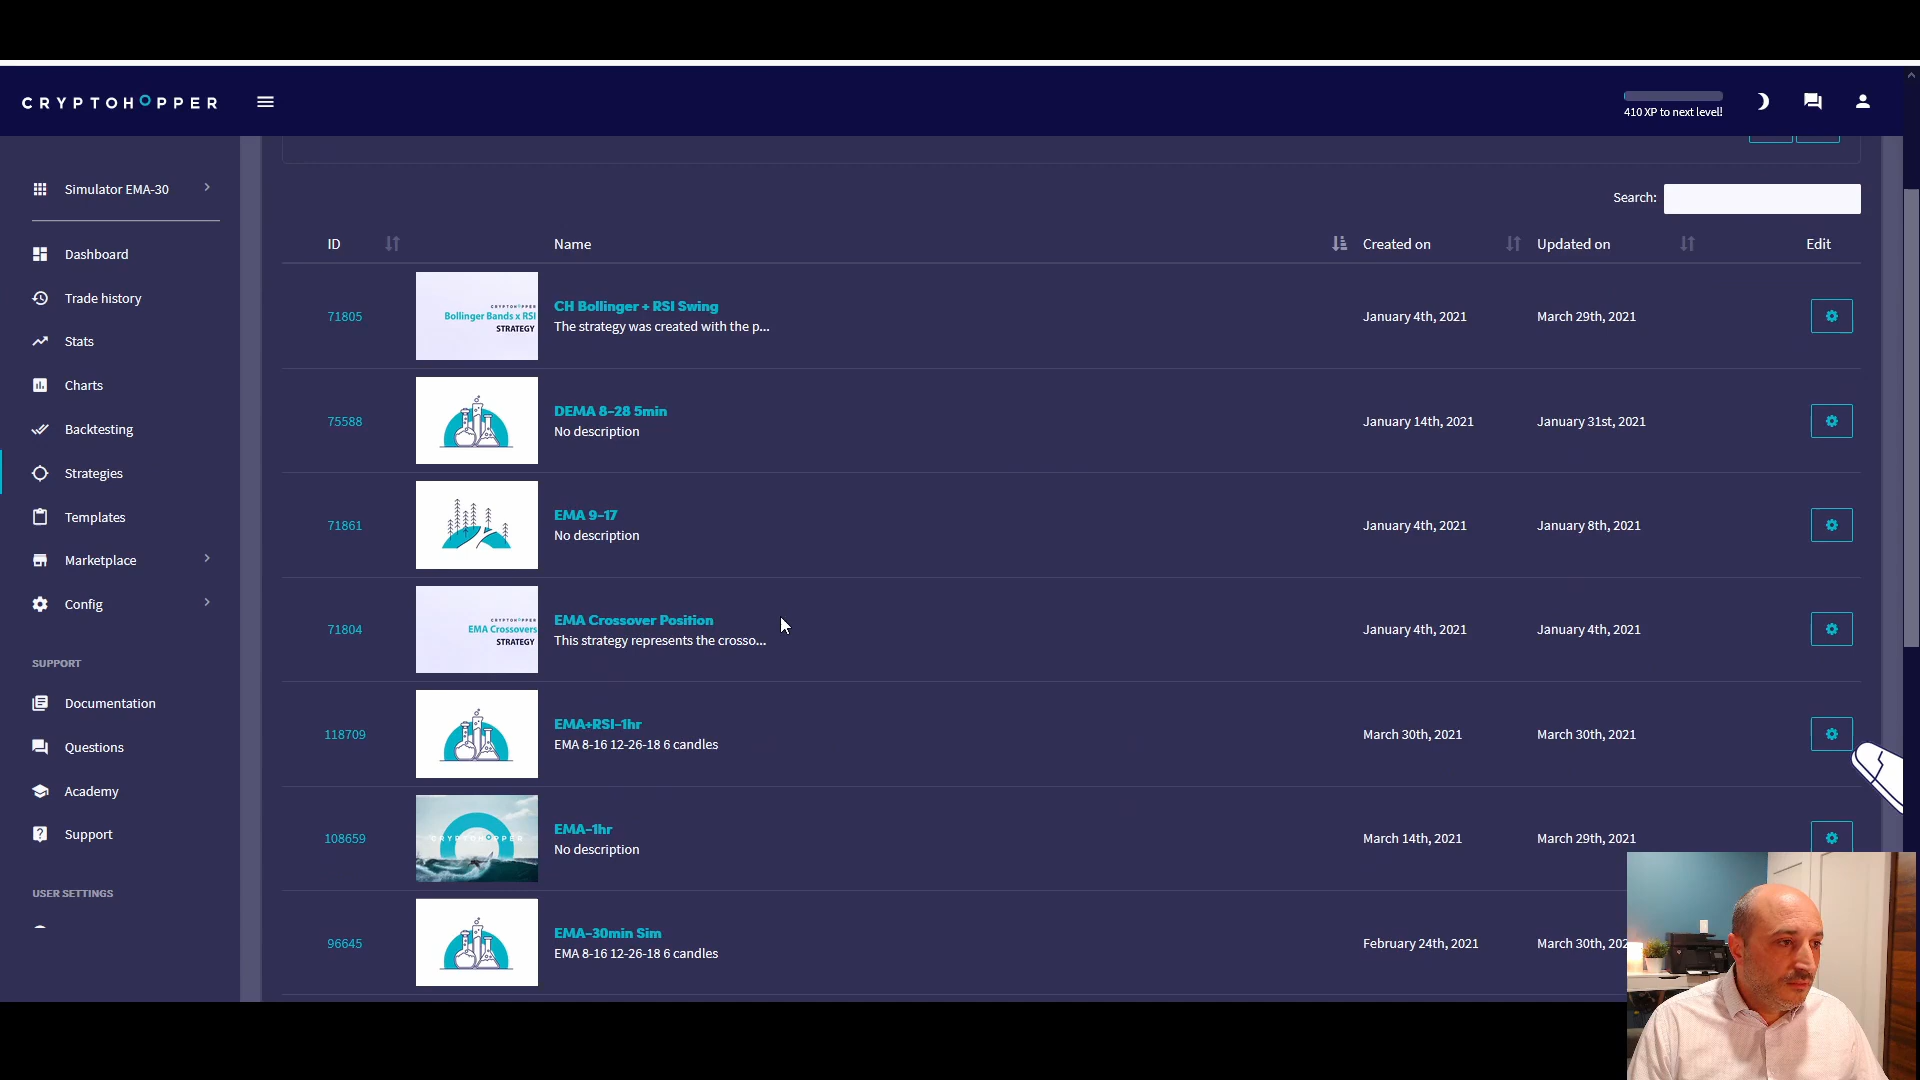 CRYPTOHOPPER
410 XP to next level!
Simulator EMA-30
Dashboard
Trade history
Stats
Charts
Backtesting
Strategies
Templates
Marketplace
Config
SUPPORT
Documentation
Questions
Academy
Support
USER SETTINGS
Search:
ID
Name
Created on
Updated on
Edit
71805
CRYPTOHOPPER
Bollinger Bands x RSI
STRATEGY
CH Bollinger + RSI Swing
The strategy was created with the p...
January 4th, 2021
March 29th, 2021
75588
DEMA 8-28 5min
No description
January 14th, 2021
January 31st, 2021
71861
EMA 9-17
No description
January 4th, 2021
January 8th, 2021
71804
CRYPTOHOPPER
EMA Crossovers
STRATEGY
EMA Crossover Position
This strategy represents the crosso...
January 4th, 2021
January 4th, 2021
118709
EMA+RSI-1hr
EMA 8-16 12-26-18 6 candles
March 30th, 2021
March 30th, 2021
108659
CRYPTOHOPPER
EMA-1hr
No description
March 14th, 2021
March 29th, 2021
96645
EMA-30min Sim
EMA 8-16 12-26-18 6 candles
February 24th, 2021
March 30th, 202